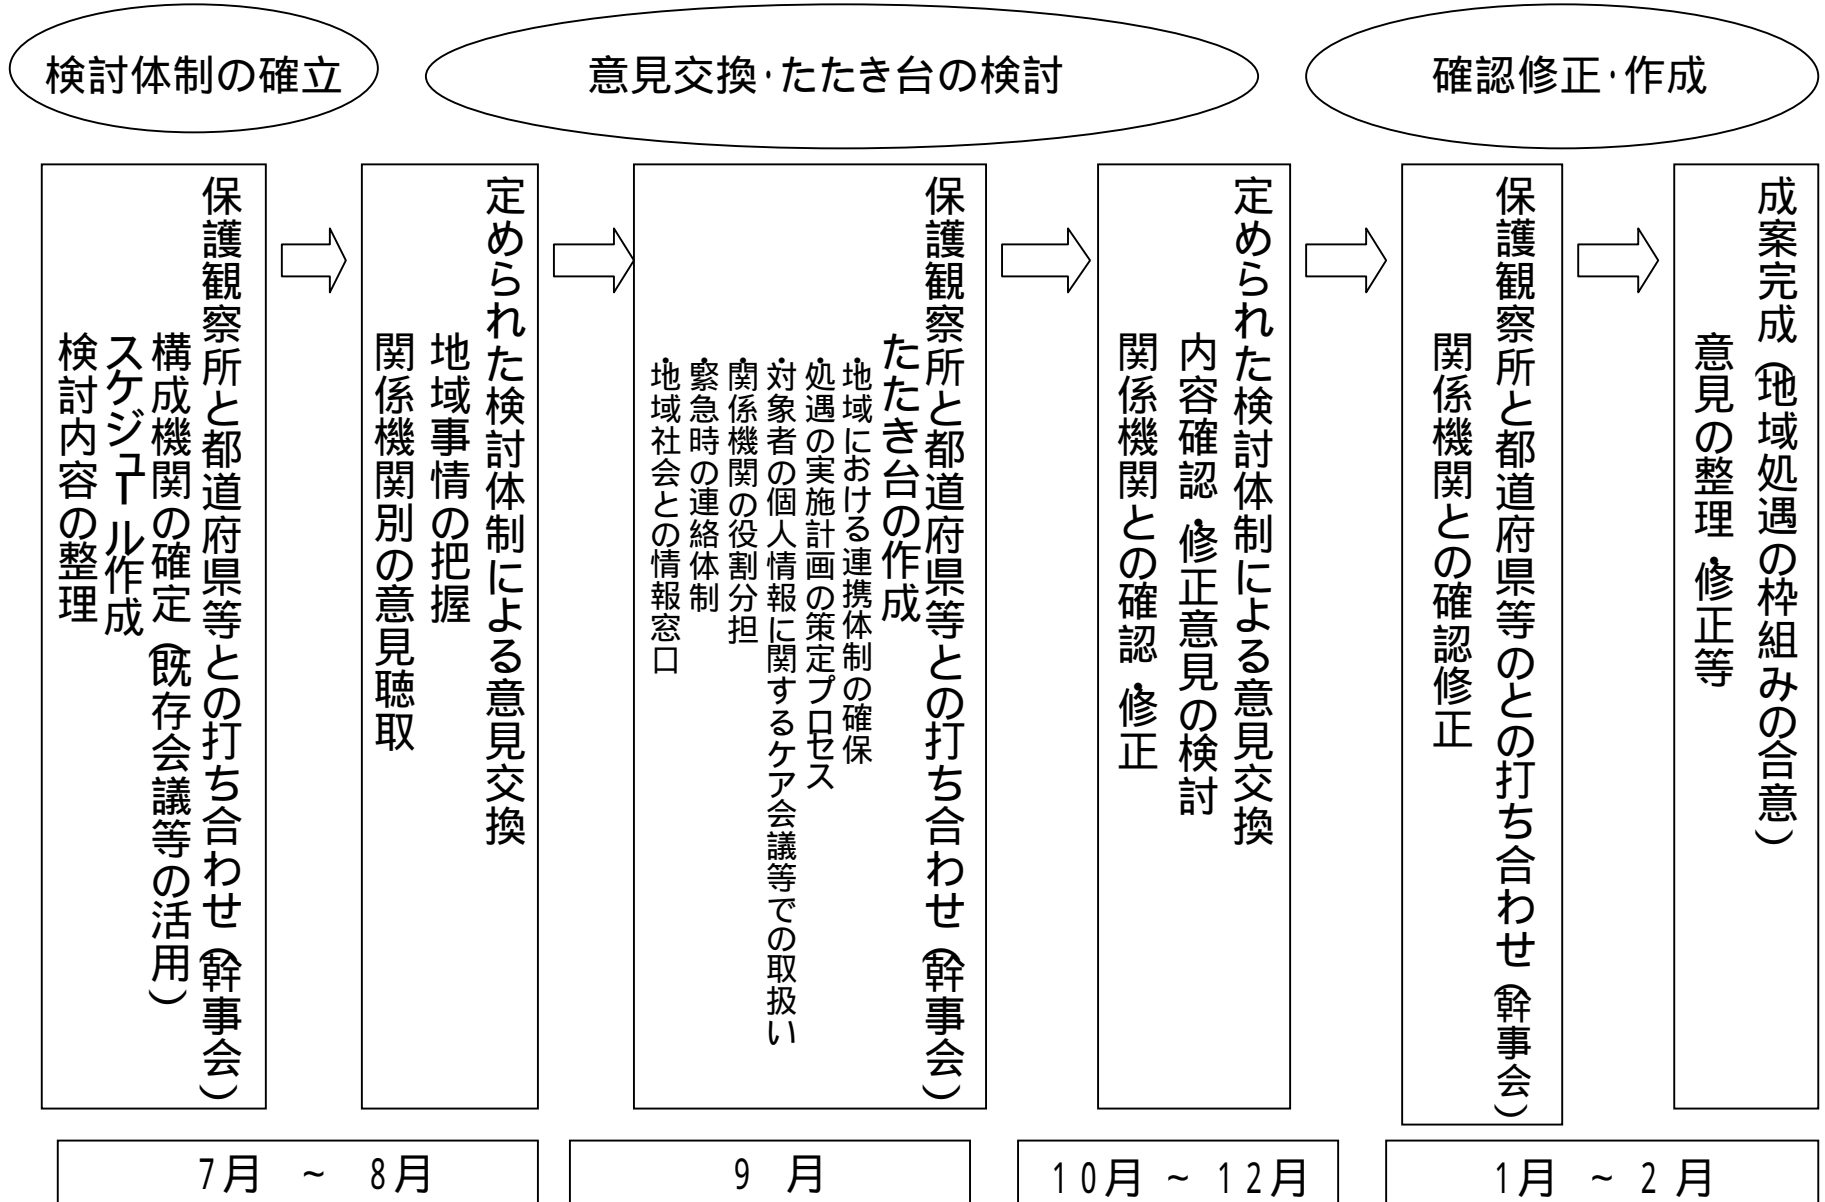 検討体制の確立
意見交換・たたき台の検討
確認修正・作成
保護観察所と都道府県等との打ち合わせ（幹事会）
構成機関の確定（既存会議等の活用）
スケジュール作成
検討内容の整理
定められた検討体制による意見交換
地域事情の把握
関係機関別の意見聴取
保護観察所と都道府県等との打ち合わせ（幹事会）
たたき台の作成
・地域における連携体制の確保
・処遇の実施計画の策定プロセス
・対象者の個人情報に関するケア会議等での取扱い
・関係機関の役割分担
・緊急時の連絡体制
・地域社会との情報窓口
定められた検討体制による意見交換
内容確認・修正意見の検討
関係機関との確認・修正
保護観察所と都道府県等のとの打ち合わせ（幹事会）
関係機関との確認修正
成案完成（地域処遇の枠組みの合意）
意見の整理・修正等
7月 ～ 8月
9 月
10月 ～ 12月
1月 ～ 2 月